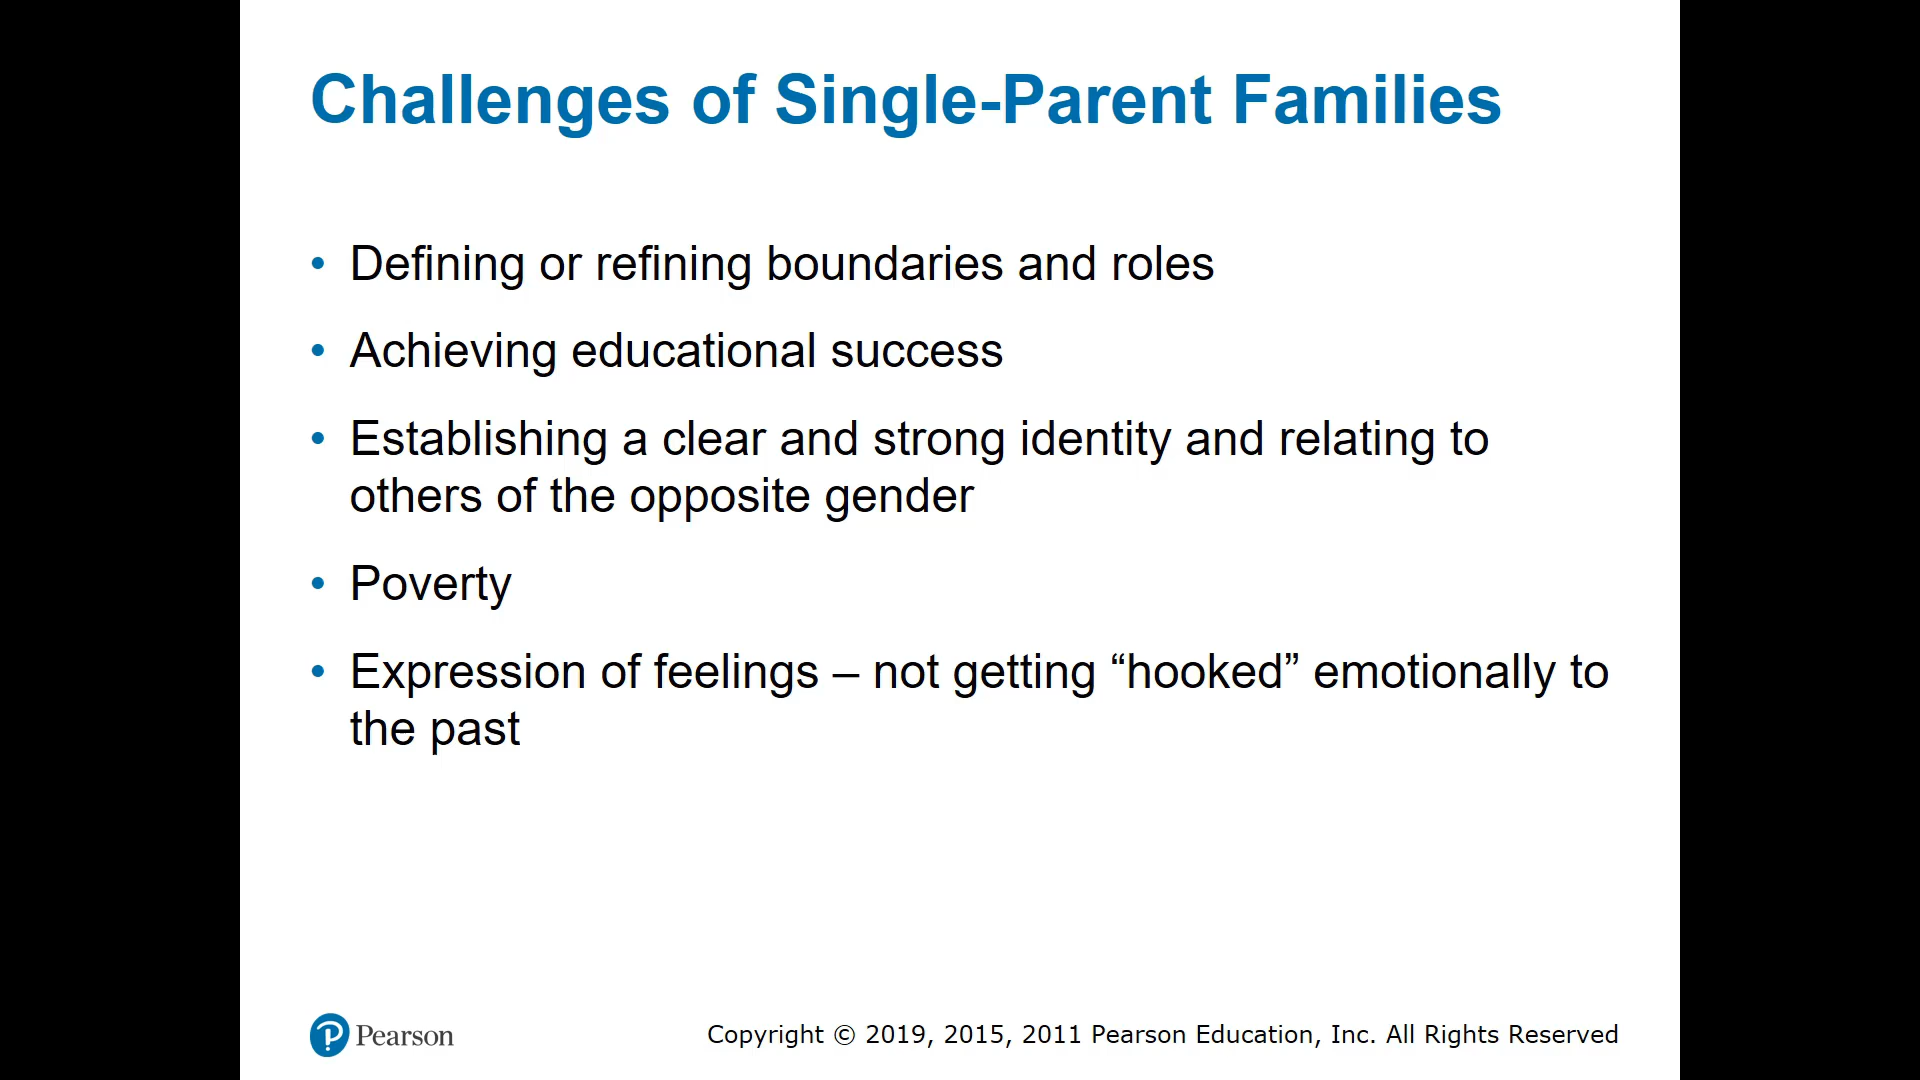 Challenges of Single-Parent Families
• Defining or refining boundaries and roles
• Achieving educational success
• Establishing a clear and strong identity and relating to
others of the opposite gender
• Poverty
• Expression of feelings – not getting “hooked” emotionally to
the past
Pearson
Copyright © 2019, 2015, 2011 Pearson Education, Inc. All Rights Reserved